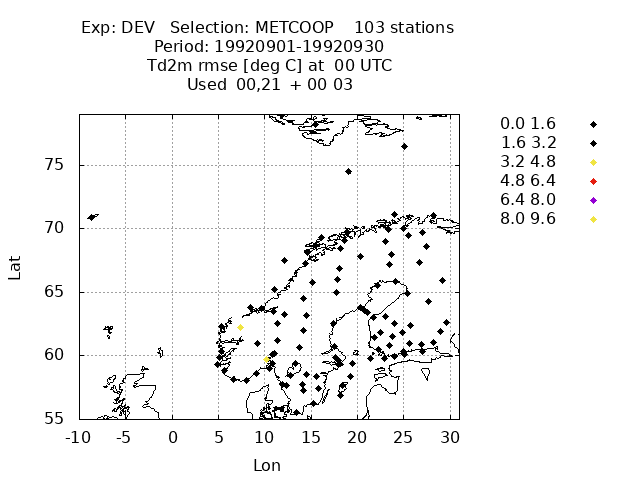 Exp: DEV   Selection: METCOOP    103 stations
Period: 19920901-19920930
Td2m rmse [deg C] at  00 UTC
Used  00,21  + 00 03
0.0 1.6
1.6 3.2
3.2 4.8
4.8 6.4
6.4 8.0
8.0 9.6
75
70
65
60
55
Lat
-10 -5 0 5 10 15 20 25 30
Lon